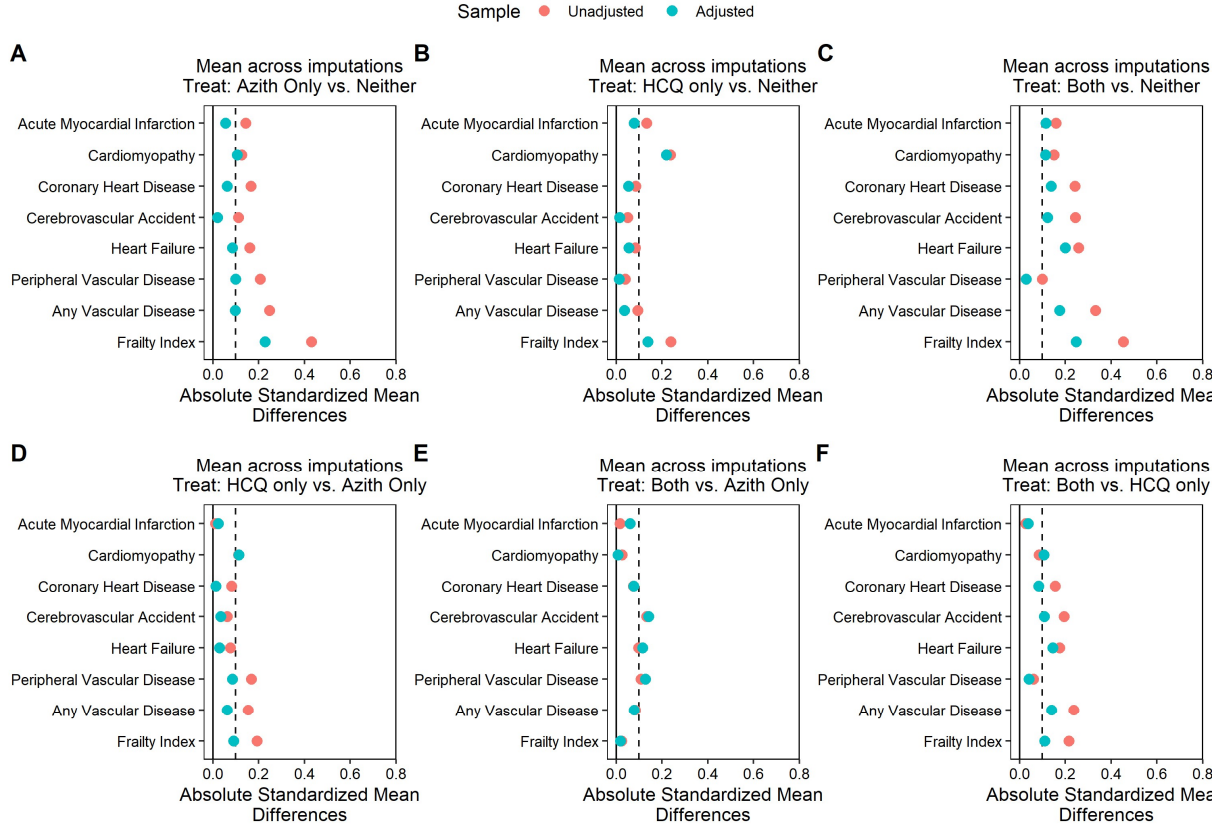 Sample Unadjusted Adjusted
A
Mean across imputations
Treat: Azith Only vs. Neither
Acute Myocardial Infarction
Cardiomyopathy
Coronary Heart Disease
Cerebrovascular Accident
Heart Failure
Peripheral Vascular Disease
Any Vascular Disease
Frailty Index
0.0 0.2 0.4 0.6 0.8
Absolute Standardized Mean
Differences
B
Mean across imputations
Treat: HCQ only vs. Neither
Acute Myocardial Infarction
Cardiomyopathy
Coronary Heart Disease
Cerebrovascular Accident
Heart Failure
Peripheral Vascular Disease
Any Vascular Disease
Frailty Index
0.0 0.2 0.4 0.6 0.8
Absolute Standardized Mean
Differences
C
Mean across imputations
Treat: Both vs. Neither
Acute Myocardial Infarction
Cardiomyopathy
Coronary Heart Disease
Cerebrovascular Accident
Heart Failure
Peripheral Vascular Disease
Any Vascular Disease
Frailty Index
0.0 0.2 0.4 0.6 0.8
Absolute Standardized Mea
Differences
D
Mean across imputations
Treat: HCQ only vs. Azith Only
Acute Myocardial Infarction
Cardiomyopathy
Coronary Heart Disease
Cerebrovascular Accident
Heart Failure
Peripheral Vascular Disease
Any Vascular Disease
Frailty Index
0.0 0.2 0.4 0.6 0.8
Absolute Standardized Mean
Differences
E
Mean across imputations
Treat: Both vs. Azith Only
Acute Myocardial Infarction
Cardiomyopathy
Coronary Heart Disease
Cerebrovascular Accident
Heart Failure
Peripheral Vascular Disease
Any Vascular Disease
Frailty Index
0.0 0.2 0.4 0.6 0.8
Absolute Standardized Mean
Differences
F
Mean across imputations
Treat: Both vs. HCQ only
Acute Myocardial Infarction
Cardiomyopathy
Coronary Heart Disease
Cerebrovascular Accident
Heart Failure
Peripheral Vascular Disease
Any Vascular Disease
Frailty Index
0.0 0.2 0.4 0.6 0.8
Absolute Standardized Mea
Differences